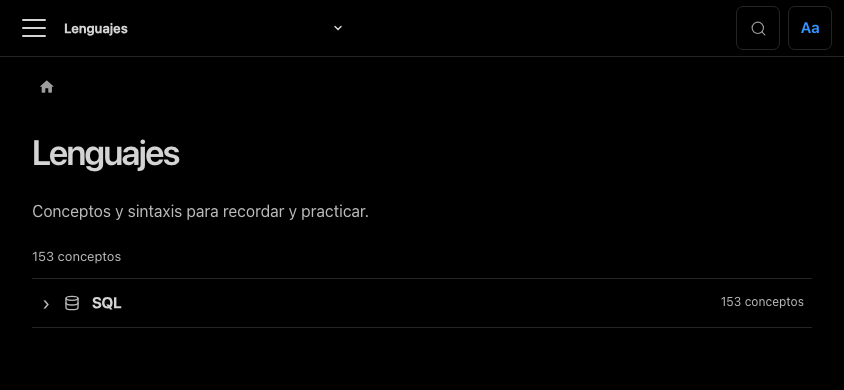 Lenguajes
Aa
Lenguajes
Conceptos y sintaxis para recordar y practicar.
153 conceptos
SQL 153 conceptos